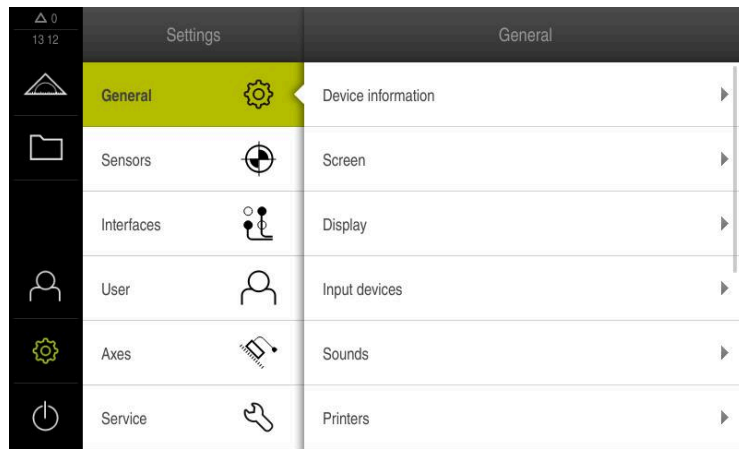 0
13 12
Settings
General
General
Device information
Sensors
Screen
Interfaces
Display
User
Input devices
Axes
Sounds
Service
Printers